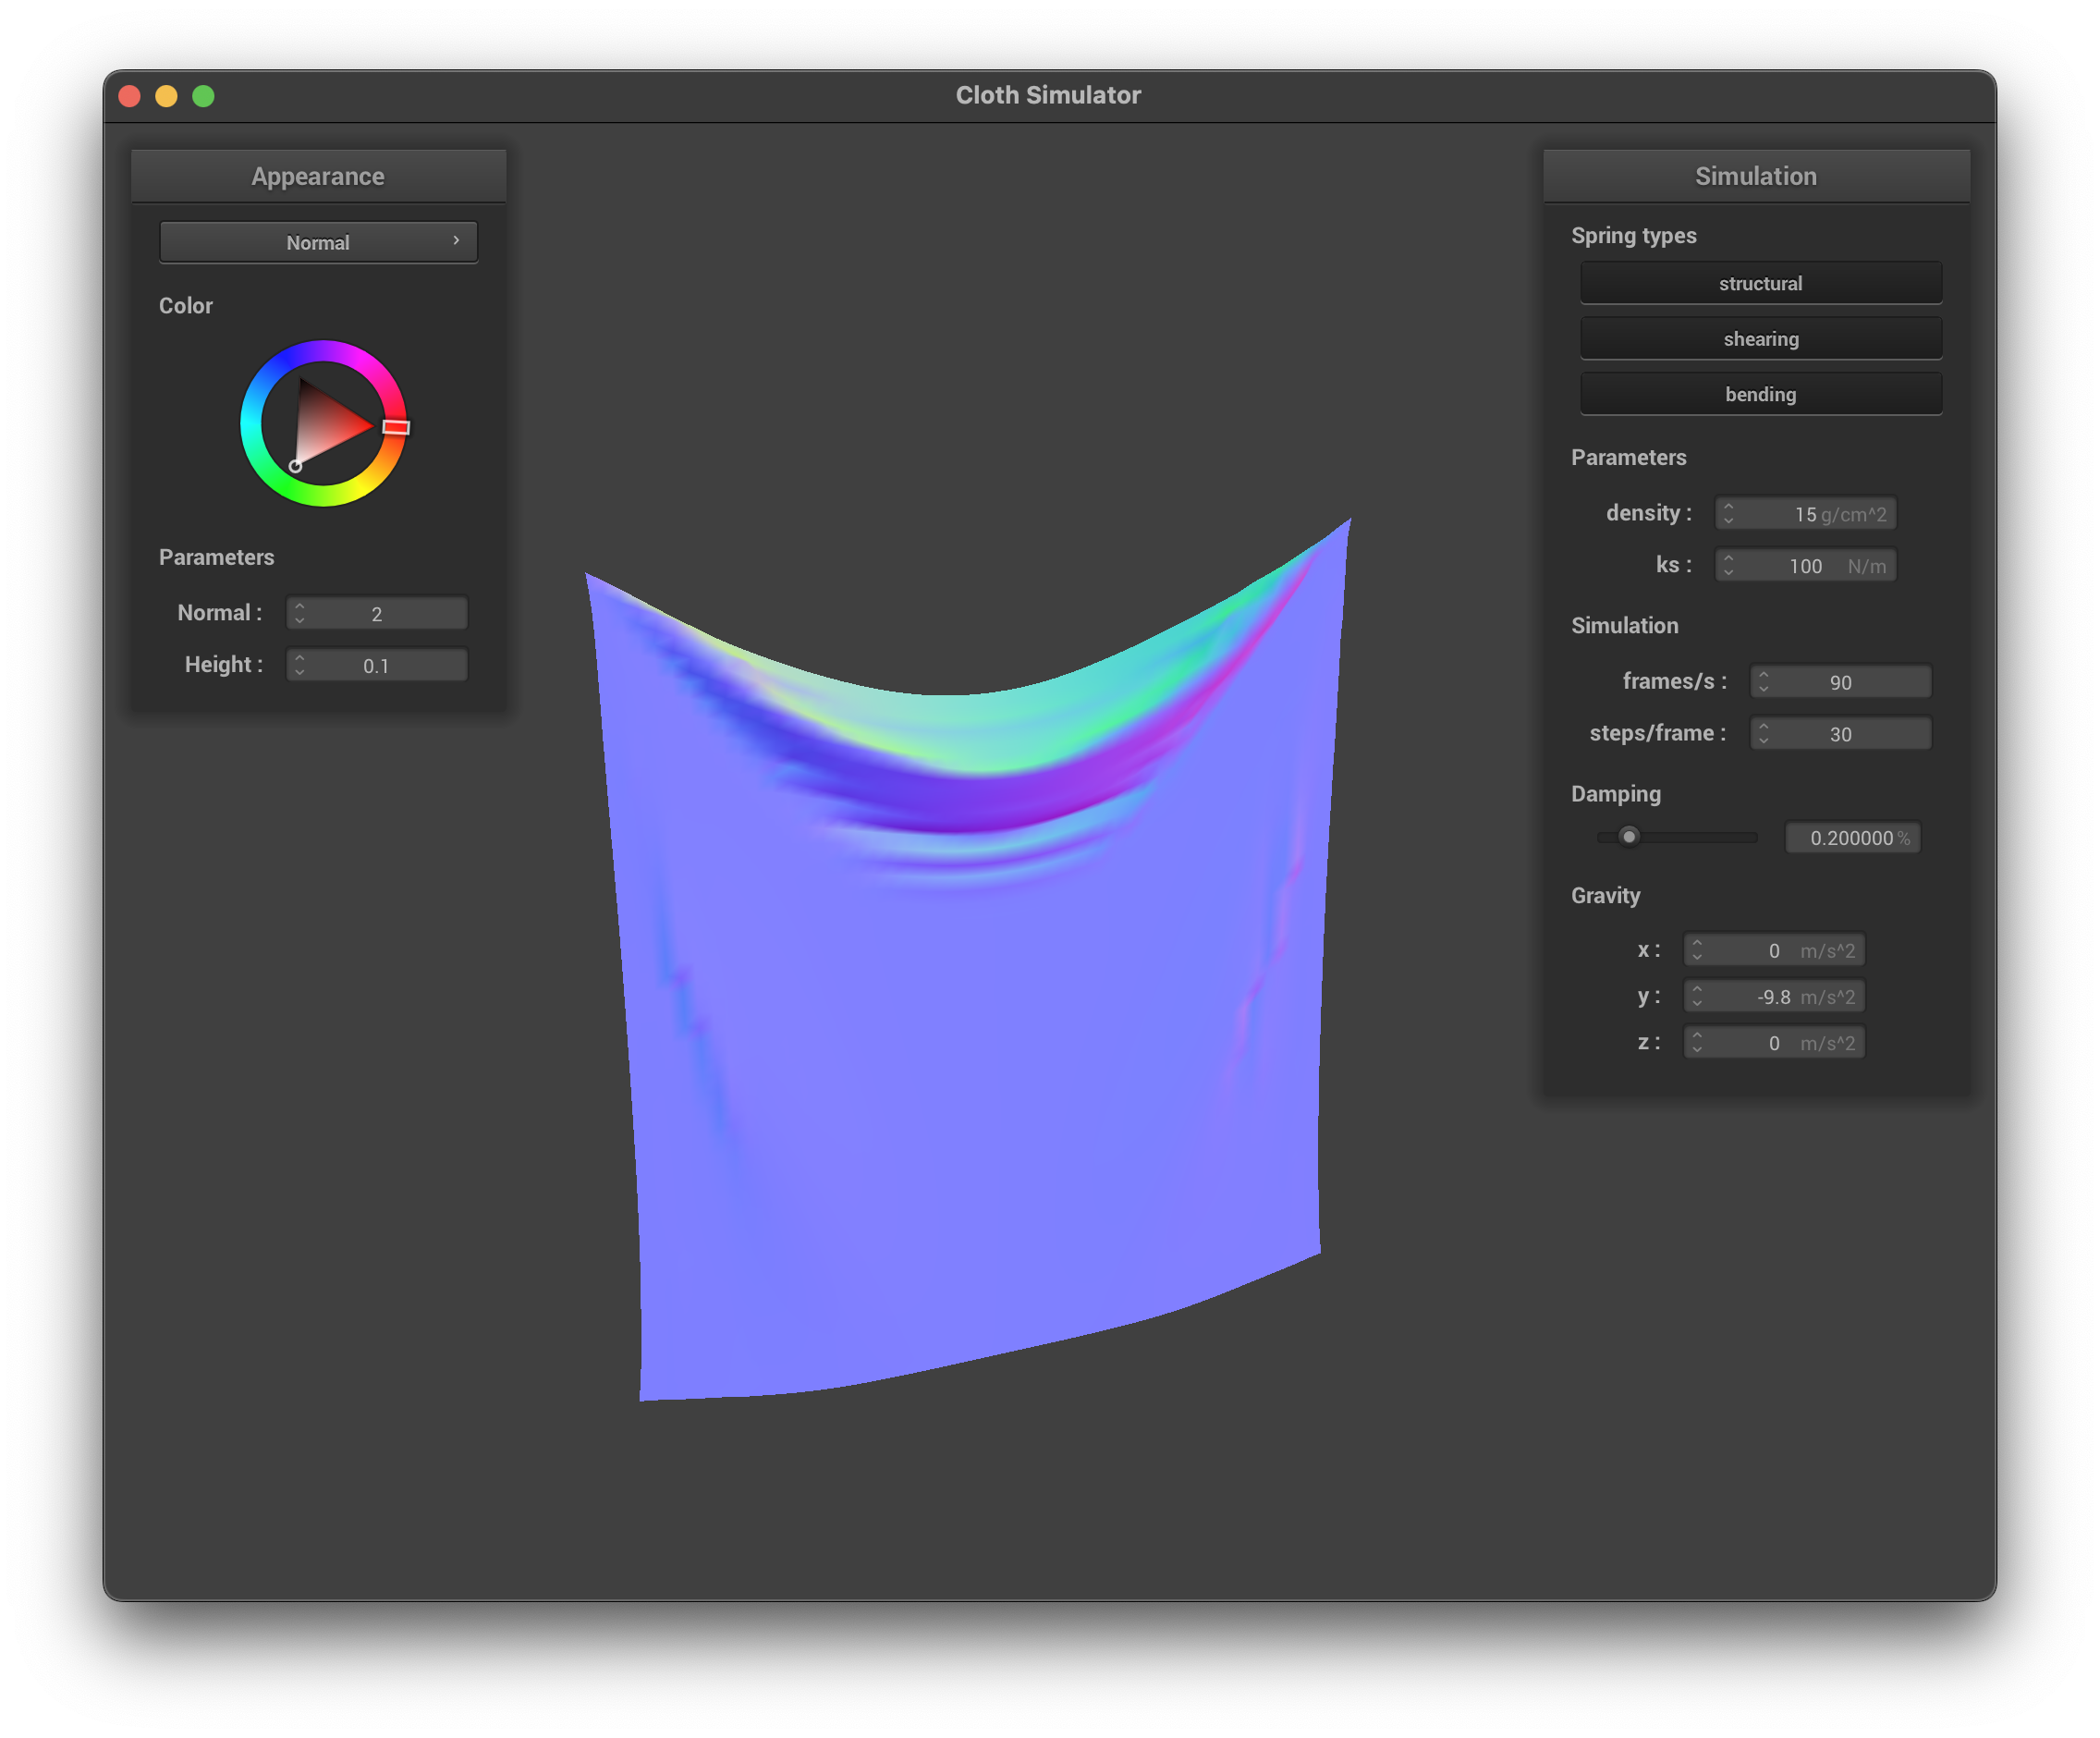 Cloth Simulator
Appearance
Normal
Color
Parameters
Normal : 2
Height : 0.1
Simulation
Spring types
structural
shearing
bending
Parameters
density : 15 g/cm^2
ks : 100 N/m
Simulation
frames/s : 90
steps/frame : 30
Damping
0.200000 %
Gravity
x : 0 m/s^2
y : -9.8 m/s^2
z : 0 m/s^2